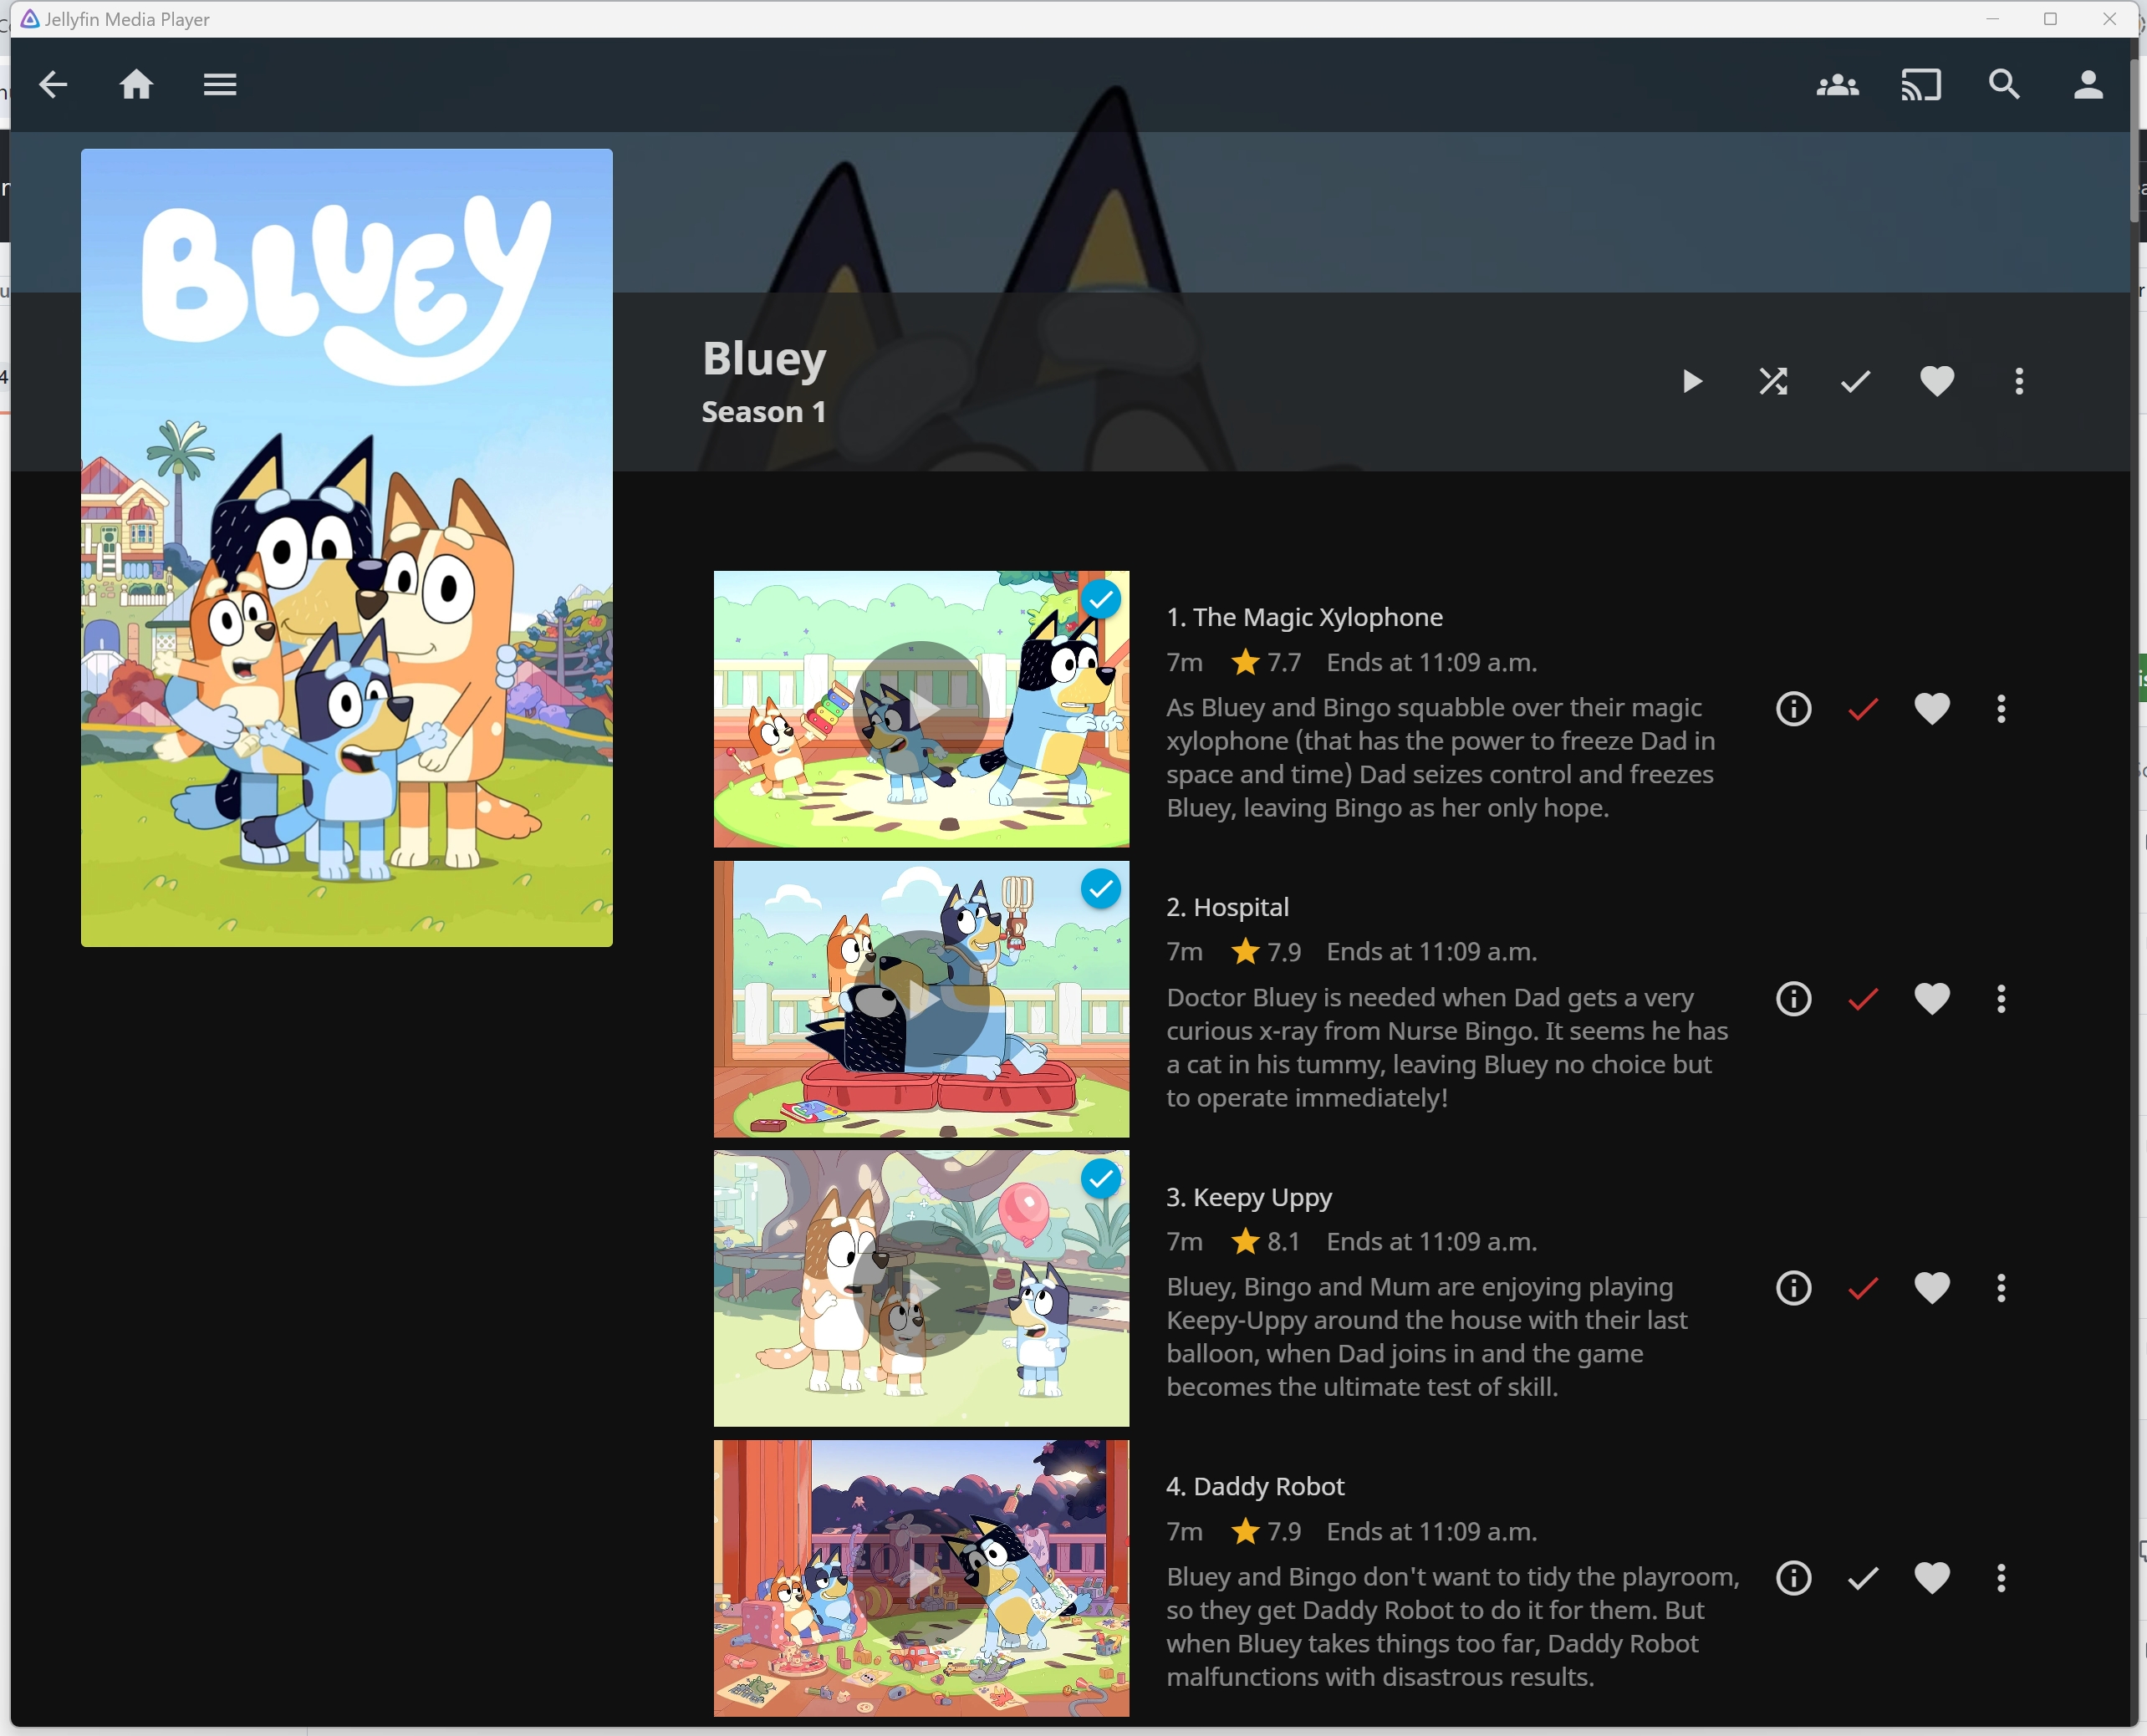 Jellyfin Media Player
BLUEY
Bluey
Season 1
1. The Magic Xylophone
7m 7.7 Ends at 11:09 a.m.
As Bluey and Bingo squabble over their magic
xylophone (that has the power to freeze Dad in
space and time) Dad seizes control and freezes
Bluey, leaving Bingo as her only hope.
2. Hospital
7m 7.9 Ends at 11:09 a.m.
Doctor Bluey is needed when Dad gets a very
curious x-ray from Nurse Bingo. It seems he has
a cat in his tummy, leaving Bluey no choice but
to operate immediately!
3. Keepy Uppy
7m 8.1 Ends at 11:09 a.m.
Bluey, Bingo and Mum are enjoying playing
Keepy-Uppy around the house with their last
balloon, when Dad joins in and the game
becomes the ultimate test of skill.
4. Daddy Robot
7m 7.9 Ends at 11:09 a.m.
Bluey and Bingo don't want to tidy the playroom,
so they get Daddy Robot to do it for them. But
when Bluey takes things too far, Daddy Robot
malfunctions with disastrous results.